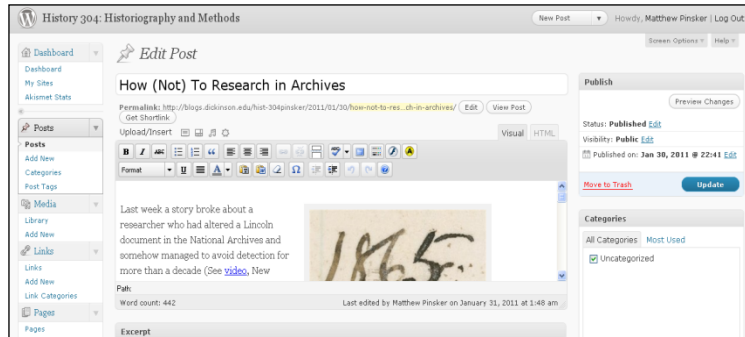 History 304: Historiography and Methods
New Post
Howdy, Matthew Pinsker | Log Out
Screen Options
Help
Dashboard
Dashboard
My Sites
Akismet Stats
Posts
Posts
Add New
Categories
Post Tags
Media
Library
Add New
Links
Links
Add New
Link Categories
Pages
Pages
Edit Post
How (Not) To Research in Archives
Permalink: http://blogs.dickinson.edu/hist-304pinsker/2011/01/30/how-not-to-res...ch-in-archives/ Edit View Post
Get Shortlink
Upload/Insert
Visual HTML
B I ABC
Format U A Ω
Last week a story broke about a
researcher who had altered a Lincoln
document in the National Archives and
somehow managed to avoid detection for
more than a decade (See video, New
1865.
Path:
Word count: 442
Last edited by Matthew Pinsker on January 31, 2011 at 1:48 am
Excerpt
Publish
Preview Changes
Status: Published Edit
Visibility: Public Edit
Published on: Jan 30, 2011 @ 22:41 Edit
Move to Trash
Update
Categories
All Categories Most Used
Uncategorized